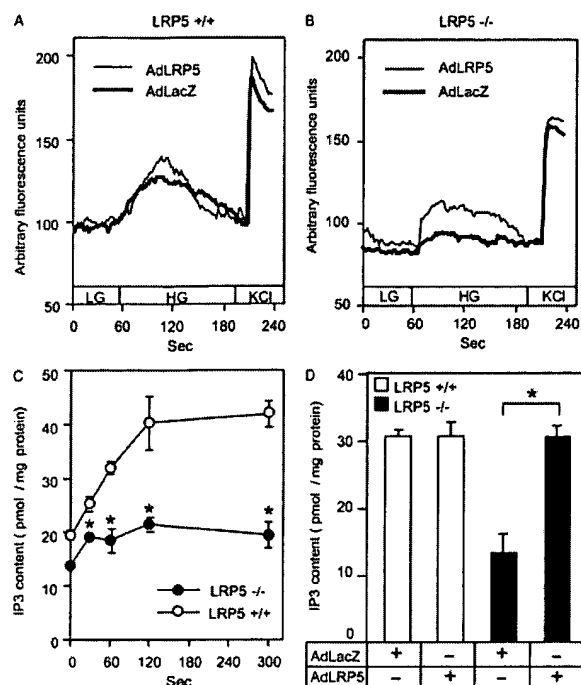 A
LRP5 +/+
AdLRP5
AdLacZ
Arbitrary fluorescence units
200
150
100
50
LG
HG
KCl
0
60
120
180
240
Sec
B
LRP5 -/-
AdLRP5
AdLacZ
Arbitrary fluorescence units
200
150
100
50
LG
HG
KCl
0
60
120
180
240
Sec
C
IP3 content ( pmol / mg protein)
60
50
40
30
20
10
0
* * * *
LRP5 -/-
LRP5 +/+
0
60
120
180
240
300
Sec
D
LRP5 +/+
LRP5 -/-
*
IP3 content ( pmol / mg protein)
40
30
20
10
0
AdLacZ + – + –
AdLRP5 – + – +